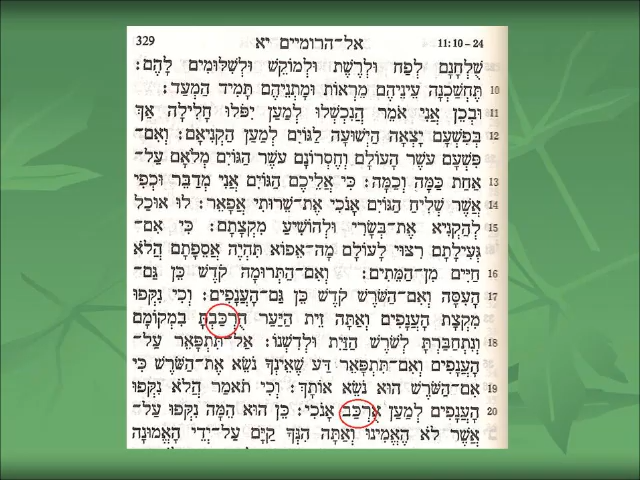 329 אל־הרומיים יא 11:10–24
שֻׁלְחָנָם לְפַח וּלְרֶשֶׁת וּלְמוֹקֵשׁ וּלְשִׁלּוּמִים לָהֶם׃
10 תֶּחְשַׁכְנָה עֵינֵיהֶם מֵרְאוֹת וּמָתְנֵיהֶם תָּמִיד הַמְעַד׃
11 וּבְכֵן אֲנִי אֹמֵר הֲנִכְשְׁלוּ לְמַעַן יִפֹּלוּ חָלִילָה אַךְ
12 בְּפִשְׁעָם יָצְאָה הַיְשׁוּעָה לַגּוֹיִם לְמַעַן הַקְנִיאָם׃ וְאִם־
פִּשְׁעָם עֹשֶׁר הָעוֹלָם וְחֶסְרוֹנָם עֹשֶׁר הַגּוֹיִם מְלֹאָם עַל־
13 אַחַת כַּמָּה וְכַמָּה׃ כִּי אֲלֵיכֶם הַגּוֹיִם אֲנִי מְדַבֵּר וּכְפִי
14 אֲשֶׁר שְׁלִיחַ הַגּוֹיִם אָנֹכִי אֶת־שֵׁרוּתִי אֲפָאֵר׃ לוּ אוּכַל
15 לְהַקְנִיא אֶת־בְּשָׂרִי וּלְהוֹשִׁיעַ מִקְצָתָם׃ כִּי אִם־
גְּעִילָתָם רִצּוּי לָעוֹלָם מָה־אֵפוֹא תִּהְיֶה אֲסֵפָתָם הֲלֹא
16 חַיִּים מִן־הַמֵּתִים׃ וְאִם־הַתְּרוּמָה קֹדֶשׁ כֵּן גַּם־
17 הָעִסָּה וְאִם־הַשֹּׁרֶשׁ קֹדֶשׁ כֵּן גַּם־הָעֲנָפִים׃ וְכִי נִקְּפוּ
מִקְצָת הָעֲנָפִים וְאַתָּה זֵית הַיַּעַר הֻרְכַּבְתָּ בִמְקוֹמָם
18 וְנִתְחַבַּרְתָּ לְשֹׁרֶשׁ הַזַּיִת וּלְדִשְׁנוֹ׃ אַל־תִּתְפָּאֵר עַל־
הָעֲנָפִים וְאִם־תִּתְפָּאֵר דַּע שֶׁאֵינְךָ נֹשֵׂא אֶת־הַשֹּׁרֶשׁ כִּי
19 אִם־הַשֹּׁרֶשׁ הוּא נֹשֵׂא אוֹתָךְ׃ וְכִי תֹאמַר הֲלֹא נִקְּפוּ
20 הָעֲנָפִים לְמַעַן אֻרְכַּב אָנֹכִי׃ כֵּן הוּא הֵמָּה נִקְּפוּ עַל־
אֲשֶׁר לֹא הֶאֱמִינוּ וְאַתָּה הִנְּךָ קַיָּם עַל־יְדֵי הָאֱמוּנָה